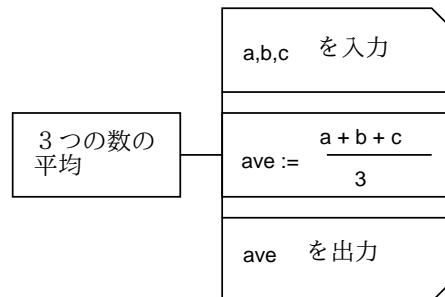 a,b,c を入力
３つの数の
平均
ave := a + b + c
3
ave を出力